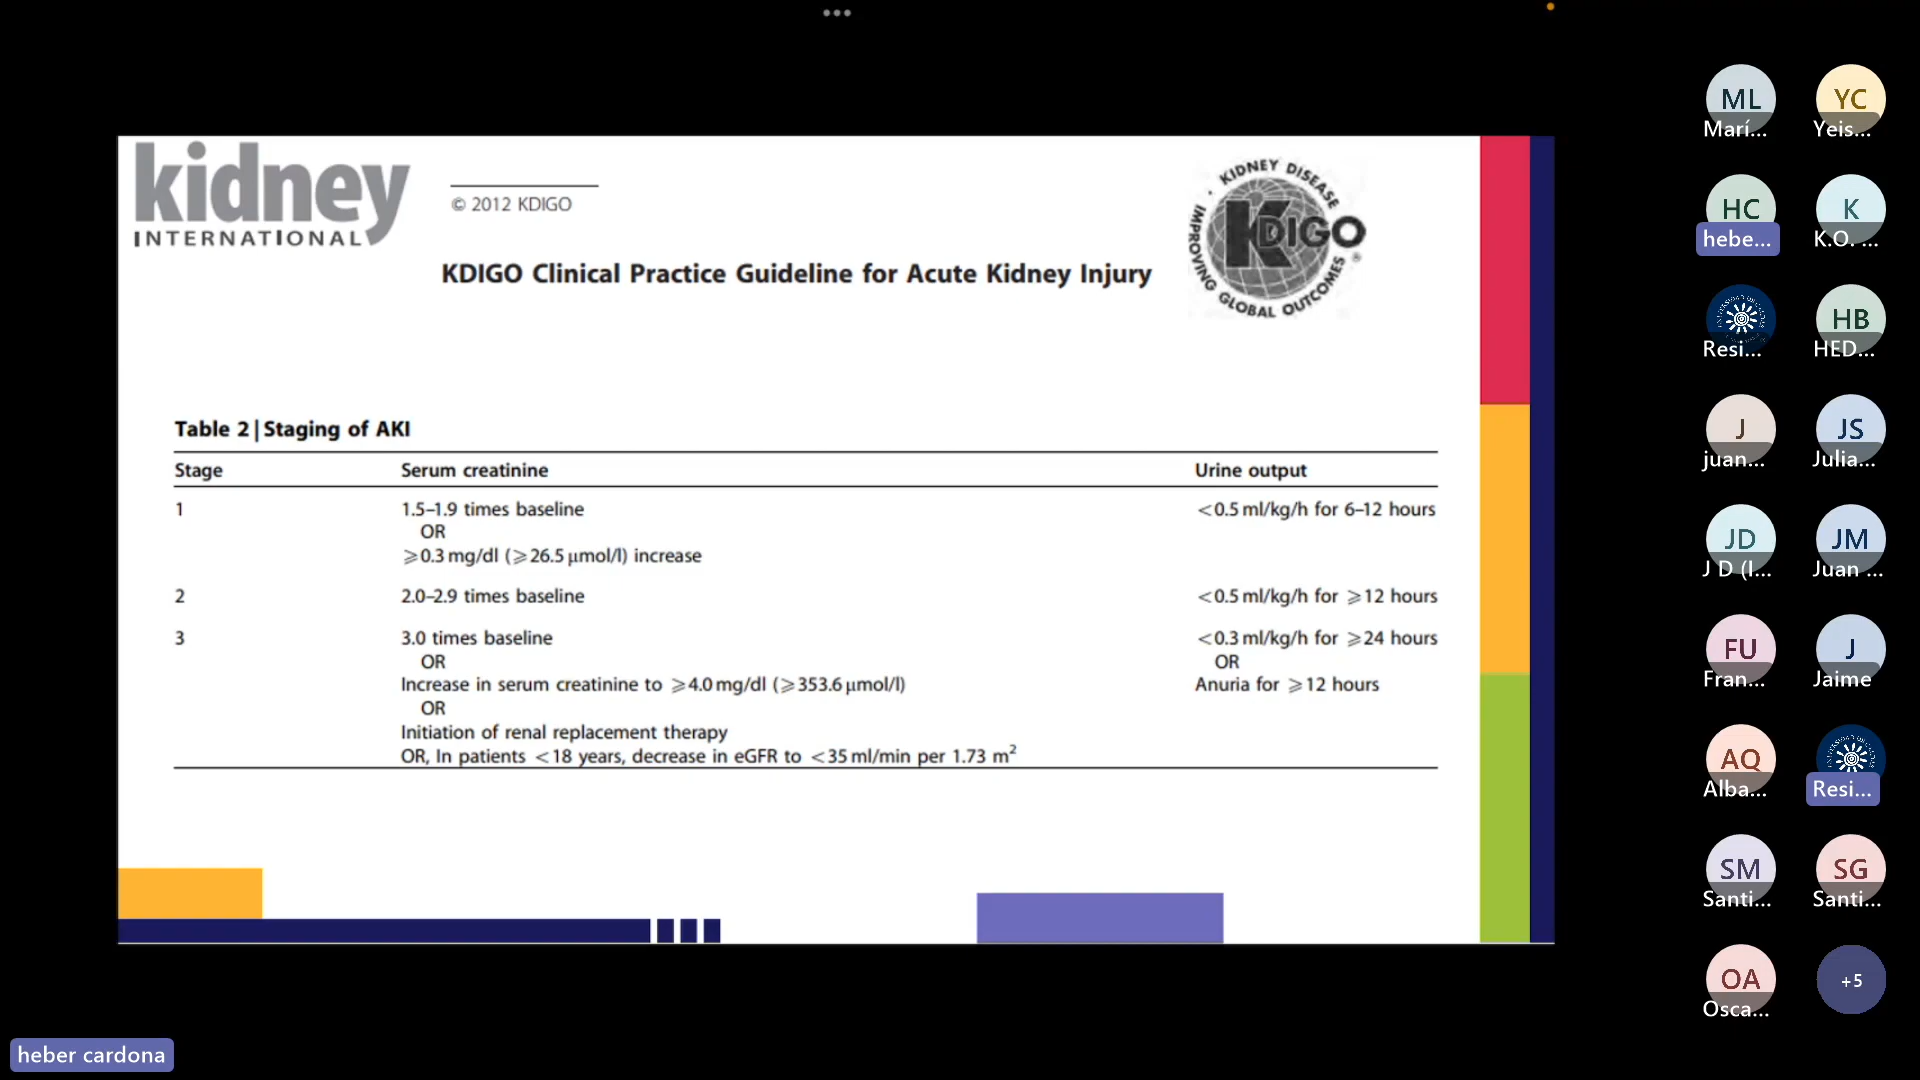 kidney
INTERNATIONAL
© 2012 KDIGO
KIDNEY DISEASE
KDIGO
IMPROVING GLOBAL OUTCOMES
®
KDIGO Clinical Practice Guideline for Acute Kidney Injury
Table 2 | Staging of AKI
Stage Serum creatinine Urine output
1 1.5–1.9 times baseline <0.5 ml/kg/h for 6–12 hours
OR
⩾0.3 mg/dl (⩾26.5 μmol/l) increase
2 2.0–2.9 times baseline <0.5 ml/kg/h for ⩾12 hours
3 3.0 times baseline <0.3 ml/kg/h for ⩾24 hours
OR OR
Increase in serum creatinine to ⩾4.0 mg/dl (⩾353.6 μmol/l) Anuria for ⩾12 hours
OR
Initiation of renal replacement therapy
OR, In patients <18 years, decrease in eGFR to <35 ml/min per 1.73 m²
ML YC
Marí... Yeis...
HC K
hebe... K.O. ...
HB
Resi... HED...
J JS
juan... Julia...
JD JM
J D (I... Juan ...
FU J
Fran... Jaime
AQ
Alba... Resi...
SM SG
Santi... Santi...
OA +5
Osca...
heber cardona